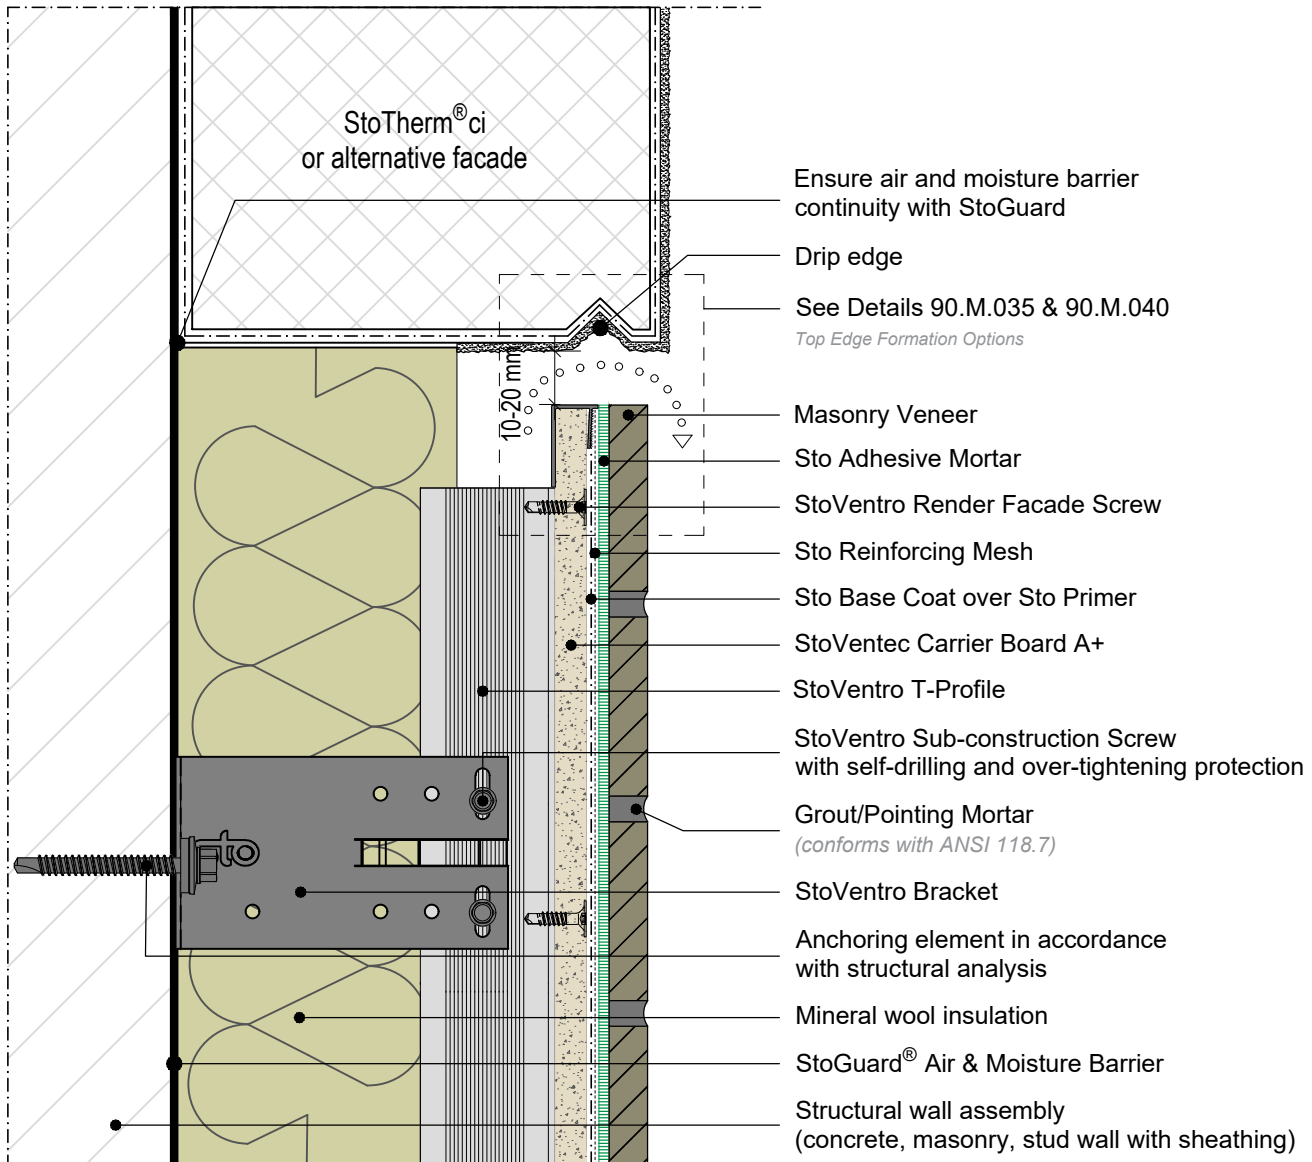 StoTherm®ci
or alternative facade
Ensure air and moisture barrier
continuity with StoGuard
Drip edge
See Details 90.M.035 & 90.M.040
Top Edge Formation Options
10-20 mm
Masonry Veneer
Sto Adhesive Mortar
StoVentro Render Facade Screw
Sto Reinforcing Mesh
Sto Base Coat over Sto Primer
StoVentec Carrier Board A+
StoVentro T-Profile
StoVentro Sub-construction Screw
with self-drilling and over-tightening protection
Grout/Pointing Mortar
(conforms with ANSI 118.7)
StoVentro Bracket
Anchoring element in accordance
with structural analysis
Mineral wool insulation
StoGuard® Air & Moisture Barrier
Structural wall assembly
(concrete, masonry, stud wall with sheathing)